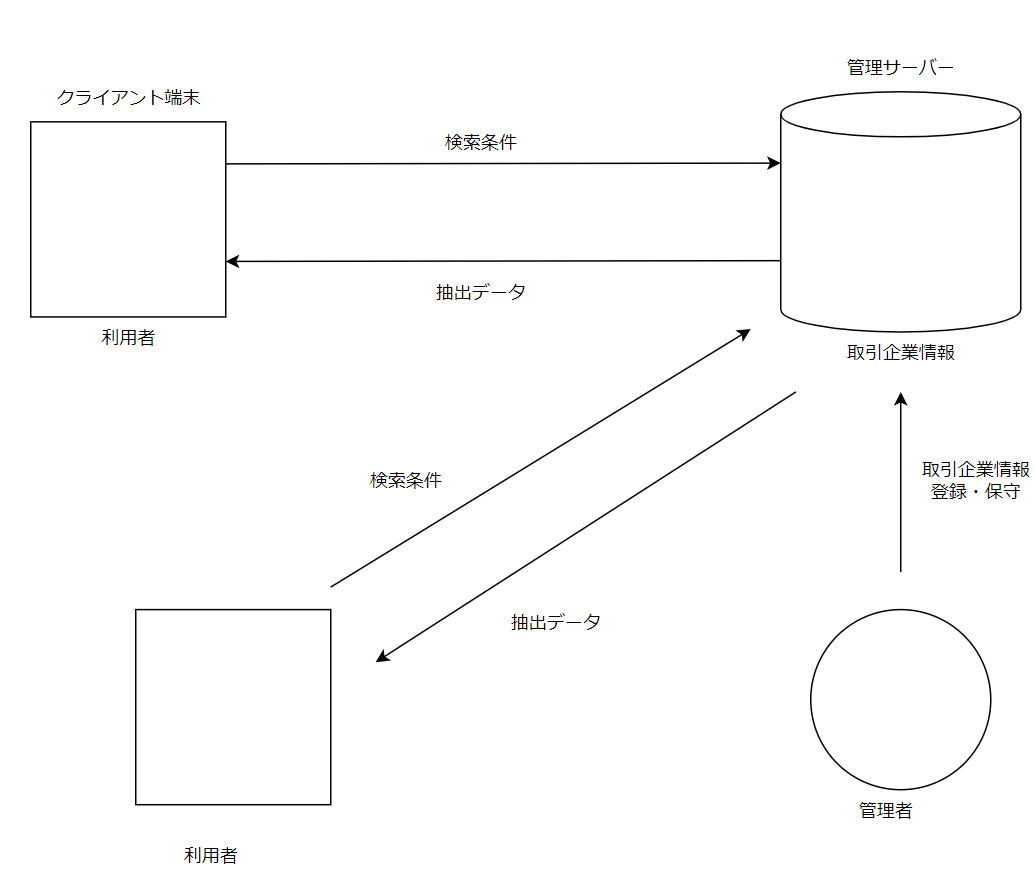 管理サーバー
クライアント端末
検索条件
抽出データ
利用者
取引企業情報
検索条件
取引企業情報
登録・保守
抽出データ
管理者
利用者